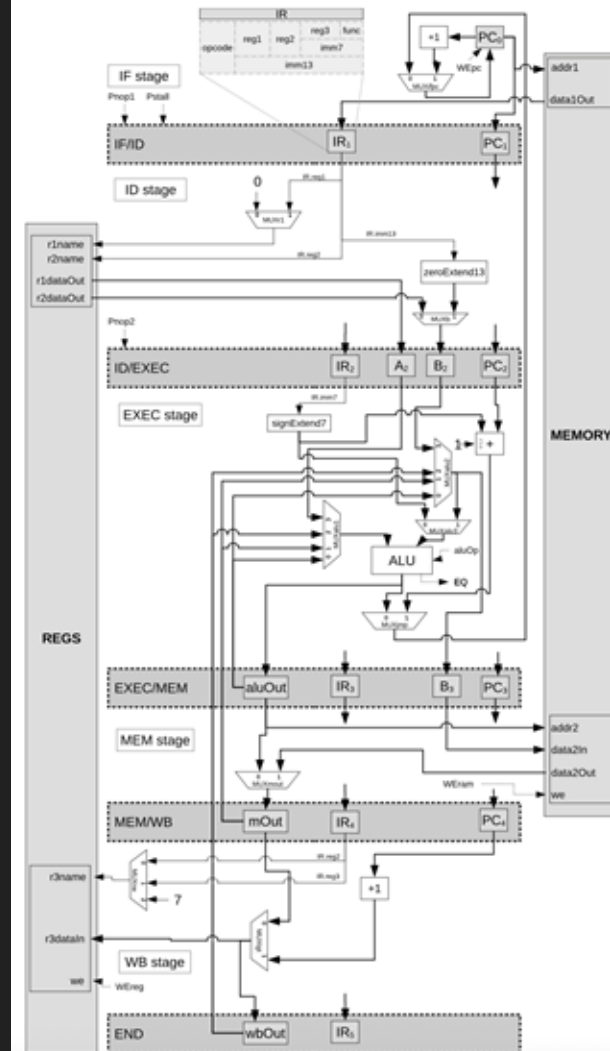 IR
opcode
reg1
reg2
reg3
func
imm7
imm13
IF stage
Pnop1
Pstall
+1
PC₀
WEpc
0
1
MUXpc
addr1
data1Out
IF/ID
IR₁
PC₁
ID stage
0
IR.reg1
MUXr1
IR.imm13
r1name
r2name
IR.reg2
zeroExtend13
r1dataOut
r2dataOut
Pnop2
ID/EXEC
IR₂
A₂
B₂
PC₂
IR.imm7
EXEC stage
signExtend7
1
+
MEMORY
ALU
aluOp
EQ
REGS
EXEC/MEM
aluOut
IR₃
B₃
PC₃
MEM stage
addr2
data2In
data2Out
0
1
MUXmout
WEram
we
MEM/WB
mOut
IR₄
PC₄
IR.reg2
r3name
IR.reg3
+1
7
r3dataIn
WB stage
we
WEreg
END
wbOut
IR₅